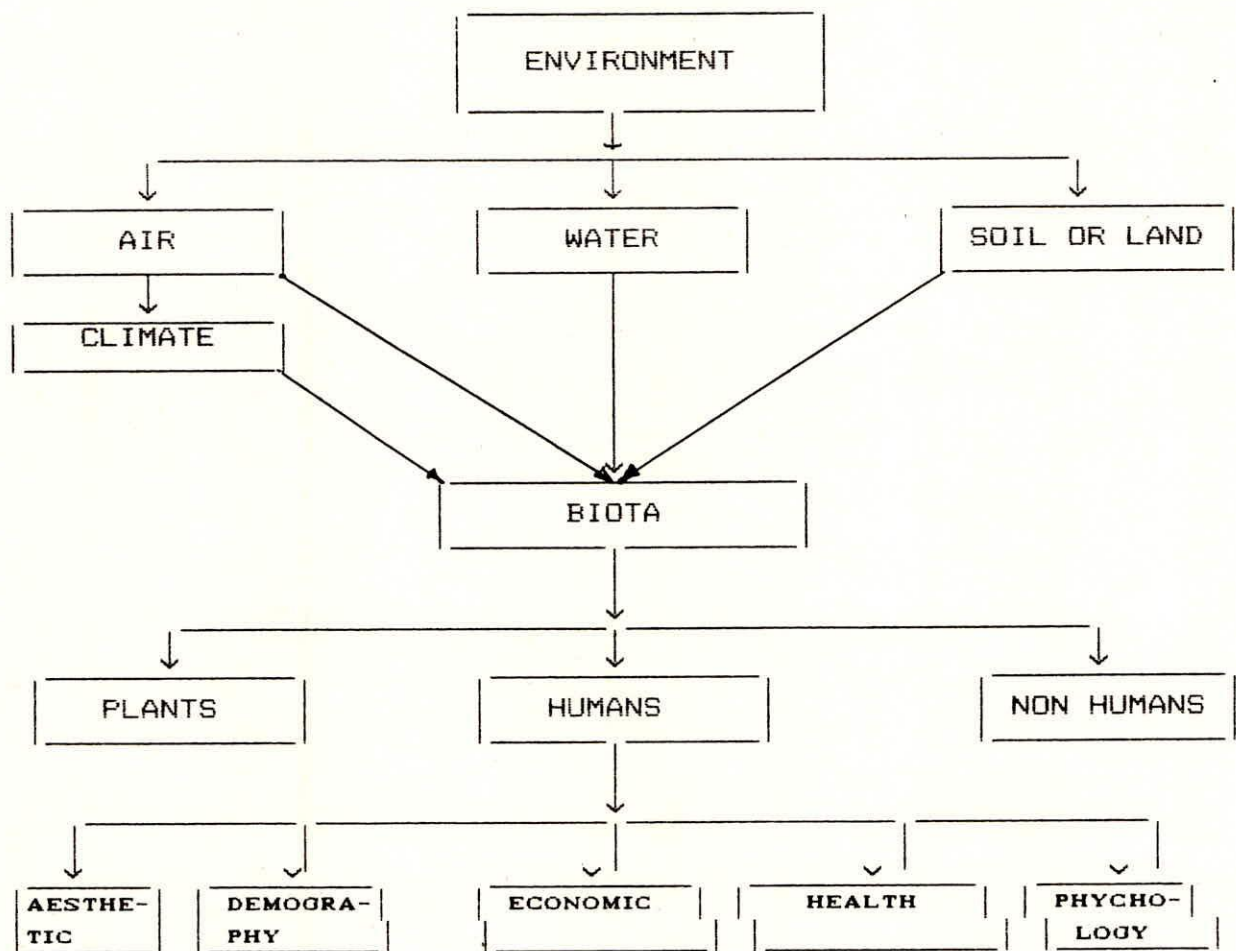 ENVIRONMENT
AIR
WATER
SOIL OR LAND
CLIMATE
BIOTA
PLANTS
HUMANS
NON HUMANS
AESTHE-
TIC
DEMOGRA-
PHY
ECONOMIC
HEALTH
PHYCHO-
LOGY